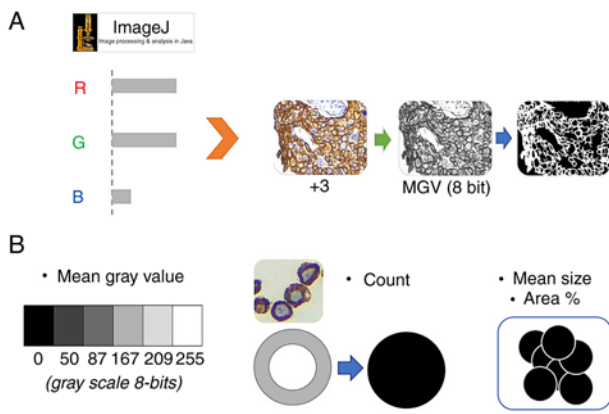 A
ImageJ
Image processing & analysis in Java
R
G
B
+3
MGV (8 bit)
B
• Mean gray value
• Count
• Mean size
• Area %
0 50 87 167 209 255
(gray scale 8-bits)